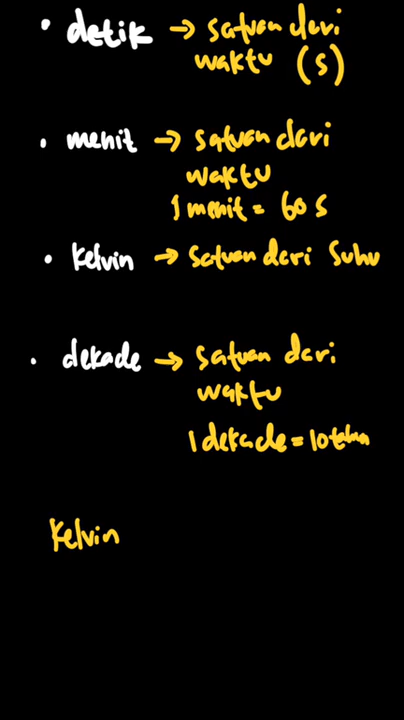 • detik → satuan dari
waktu (s)
• menit → satuan dari
waktu
1 menit = 60 s
• kelvin → satuan dari suhu
• dekade → satuan dari
waktu
1 dekade = 10 tahun
Kelvin